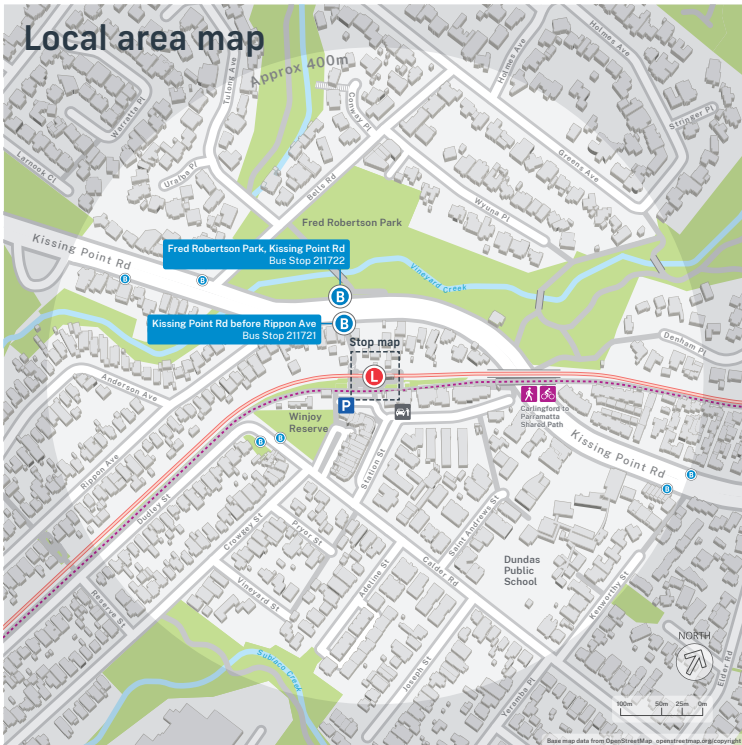 Local area map
Approx 400m
Holmes Ave
Holmes Ave
Tulong Ave
Warratta Pl
Conway Pl
Stringer Pl
Larnook Cl
Uralba Pl
Bells Rd
Greens Ave
Wyuna Pl
Fred Robertson Park
Kissing Point Rd
Fred Robertson Park, Kissing Point Rd
Bus Stop 211722
B
B
B
Vineyard Creek
Kissing Point Rd before Rippon Ave
Bus Stop 211721
B
Stop map
Denham Pl
L
Anderson Ave
P
Carlingford to
Parramatta
Shared Path
Winjoy
Reserve
B
B
Kissing Point Rd
Rippon Ave
Station St
B
B
Dudley St
Crowgey St
Pryor St
Saint Andrews St
Calder Rd
Dundas
Public
School
Adeline St
Vineyard St
Kenworthy St
Reserve St
NORTH
Subiaco Creek
Joseph St
Yeramba Pl
Elder Rd
100m 50m 25m 0m
Base map data from OpenStreetMap openstreetmap.org/copyright